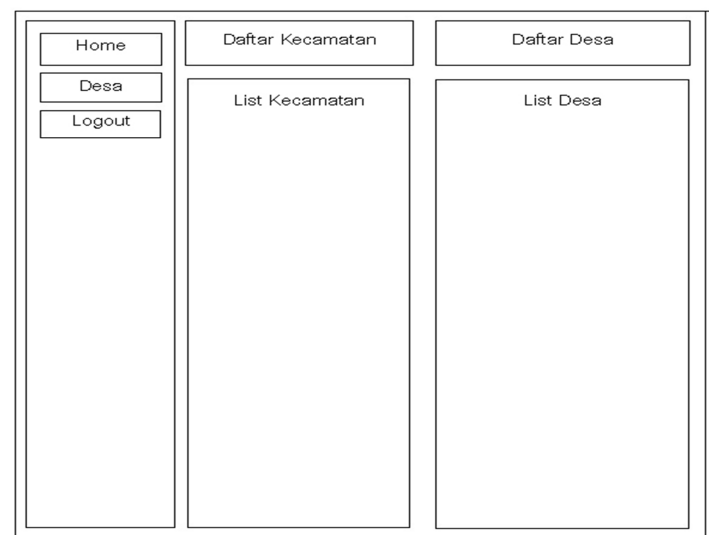 Home
Desa
Logout
Daftar Kecamatan
List Kecamatan
Daftar Desa
List Desa